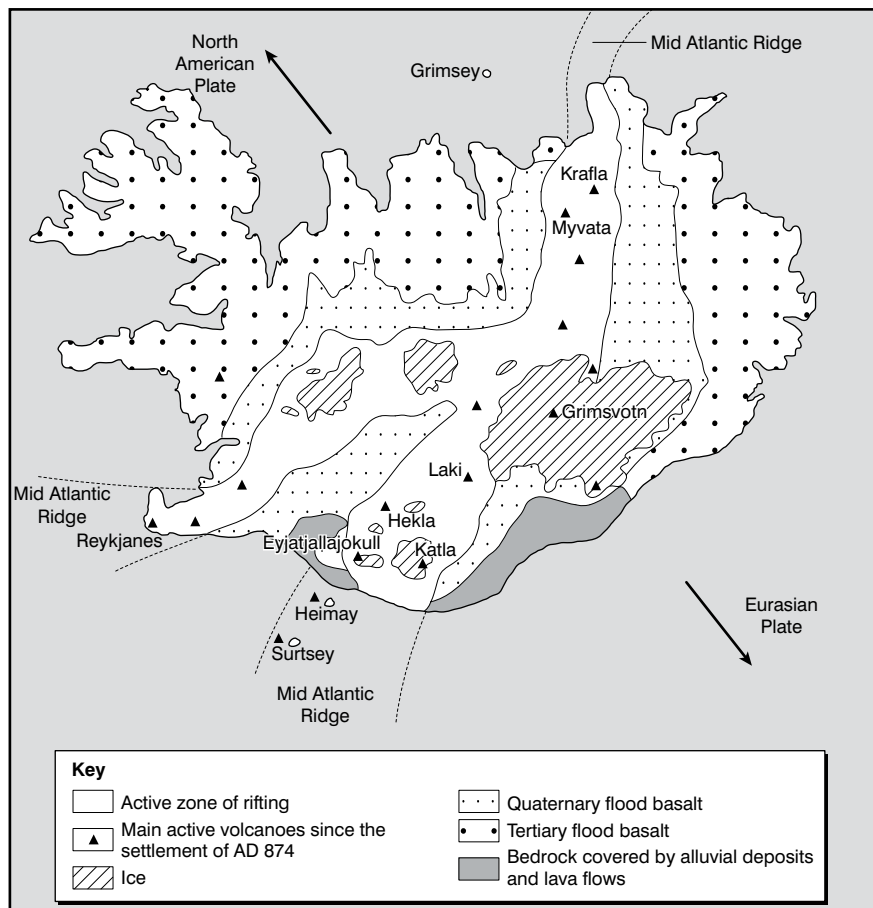 North
American
Plate
Grimsey
Mid Atlantic Ridge
Krafla
Myvata
Grimsvotn
Laki
Mid Atlantic
Ridge
Reykjanes
Hekla
Eyjatjallajokull
Katla
Heimay
Surtsey
Mid Atlantic
Ridge
Eurasian
Plate
Key
Active zone of rifting
Main active volcanoes since the
settlement of AD 874
Ice
Quaternary flood basalt
Tertiary flood basalt
Bedrock covered by alluvial deposits
and lava flows